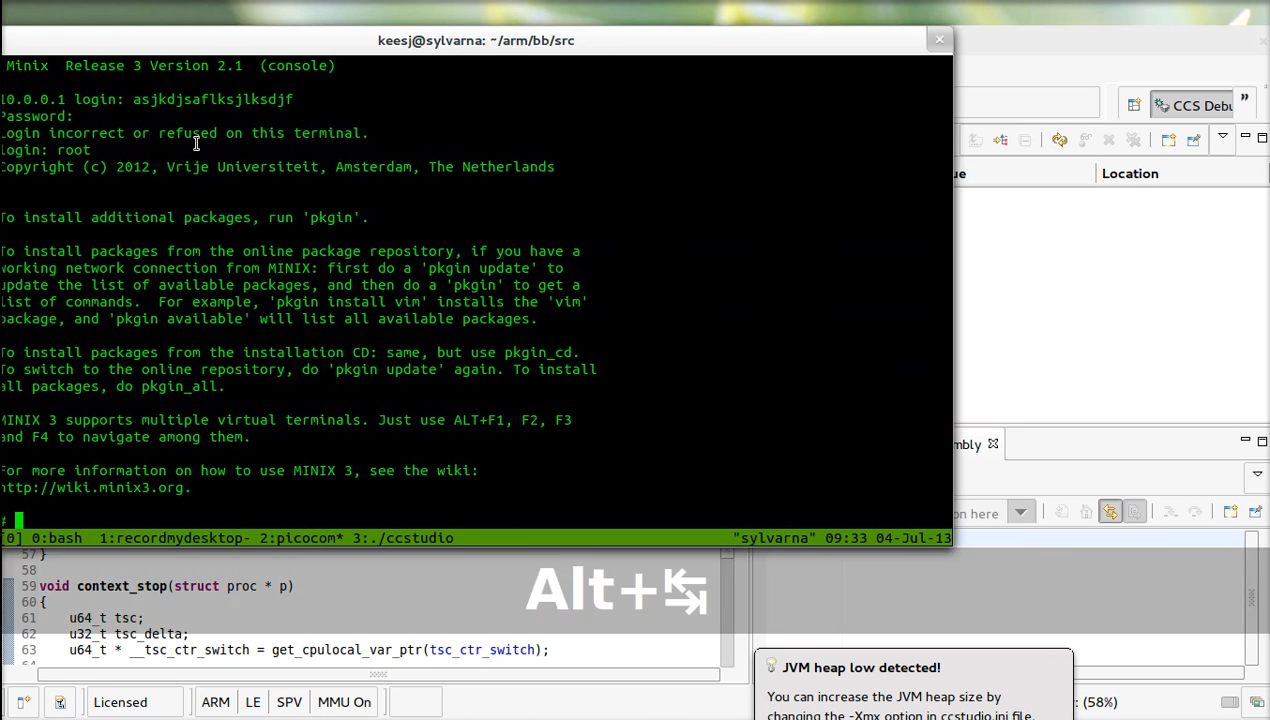 keesj@sylvarna: ~/arm/bb/src
Minix  Release 3 Version 2.1  (console)
10.0.0.1 login: asjkdjsaflksjlksdjf
Password:
Login incorrect or refused on this terminal.
login: root
Copyright (c) 2012, Vrije Universiteit, Amsterdam, The Netherlands
To install additional packages, run 'pkgin'.
To install packages from the online package repository, if you have a
working network connection from MINIX: first do a 'pkgin update' to
update the list of available packages, and then do a 'pkgin' to get a
list of commands.  For example, 'pkgin install vim' installs the 'vim'
package, and 'pkgin available' will list all available packages.
To install packages from the installation CD: same, but use pkgin_cd.
To switch to the online repository, do 'pkgin update' again. To install
all packages, do pkgin_all.
MINIX 3 supports multiple virtual terminals. Just use ALT+F1, F2, F3
and F4 to navigate among them.
For more information on how to use MINIX 3, see the wiki:
http://wiki.minix3.org.
#
[0] 0:bash  1:recordmydesktop- 2:picocom* 3:./ccstudio "sylvarna" 09:33 04-Jul-13
CCS Debu
»
ue
Location
mbly
on here
57 }
58
59 void context_stop(struct proc * p)
60 {
61 u64_t tsc;
62 u32_t tsc_delta;
63 u64_t * __tsc_ctr_switch = get_cpulocal_var_ptr(tsc_ctr_switch);
Alt+↹
JVM heap low detected!
You can increase the JVM heap size by
changing the -Xmx option in ccstudio.ini file.
Licensed
ARM
LE
SPV
MMU On
(58%)